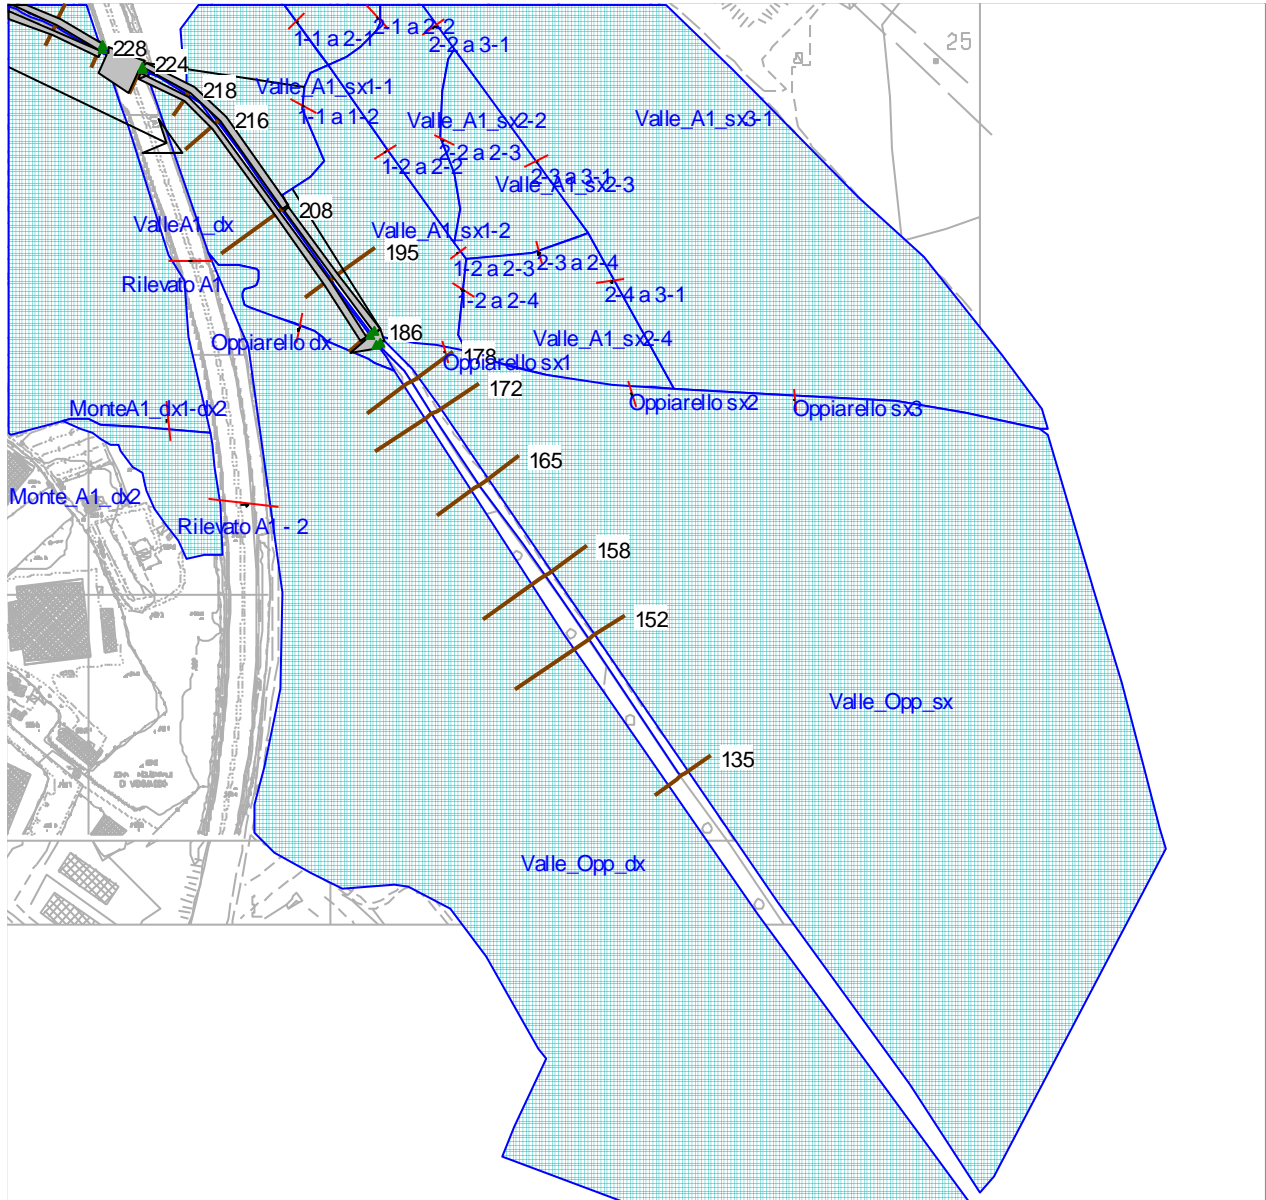 1-1 a 2-1
2-1 a 2-2
2-2 a 3-1
25
228
224
218
Valle_A1_sx1-1
1-1 a 1-2
216
Valle_A1_sx2-2
Valle_A1_sx3-1
2-2 a 2-3
1-2 a 2-2
2-3 a 3-1
Valle_A1_sx2-3
208
ValleA1_dx
Valle_A1_sx1-2
195
1-2 a 2-3
2-3 a 2-4
Rilevato A1
1-2 a 2-4
2-4 a 3-1
186
Oppiarello dx
Valle_A1_sx2-4
178
Oppiarello sx1
172
MonteA1_dx1-dx2
Oppiarello sx2
Oppiarello sx3
165
Monte_A1_dx2
Rilevato A1 - 2
158
152
Valle_Opp_sx
135
Valle_Opp_dx